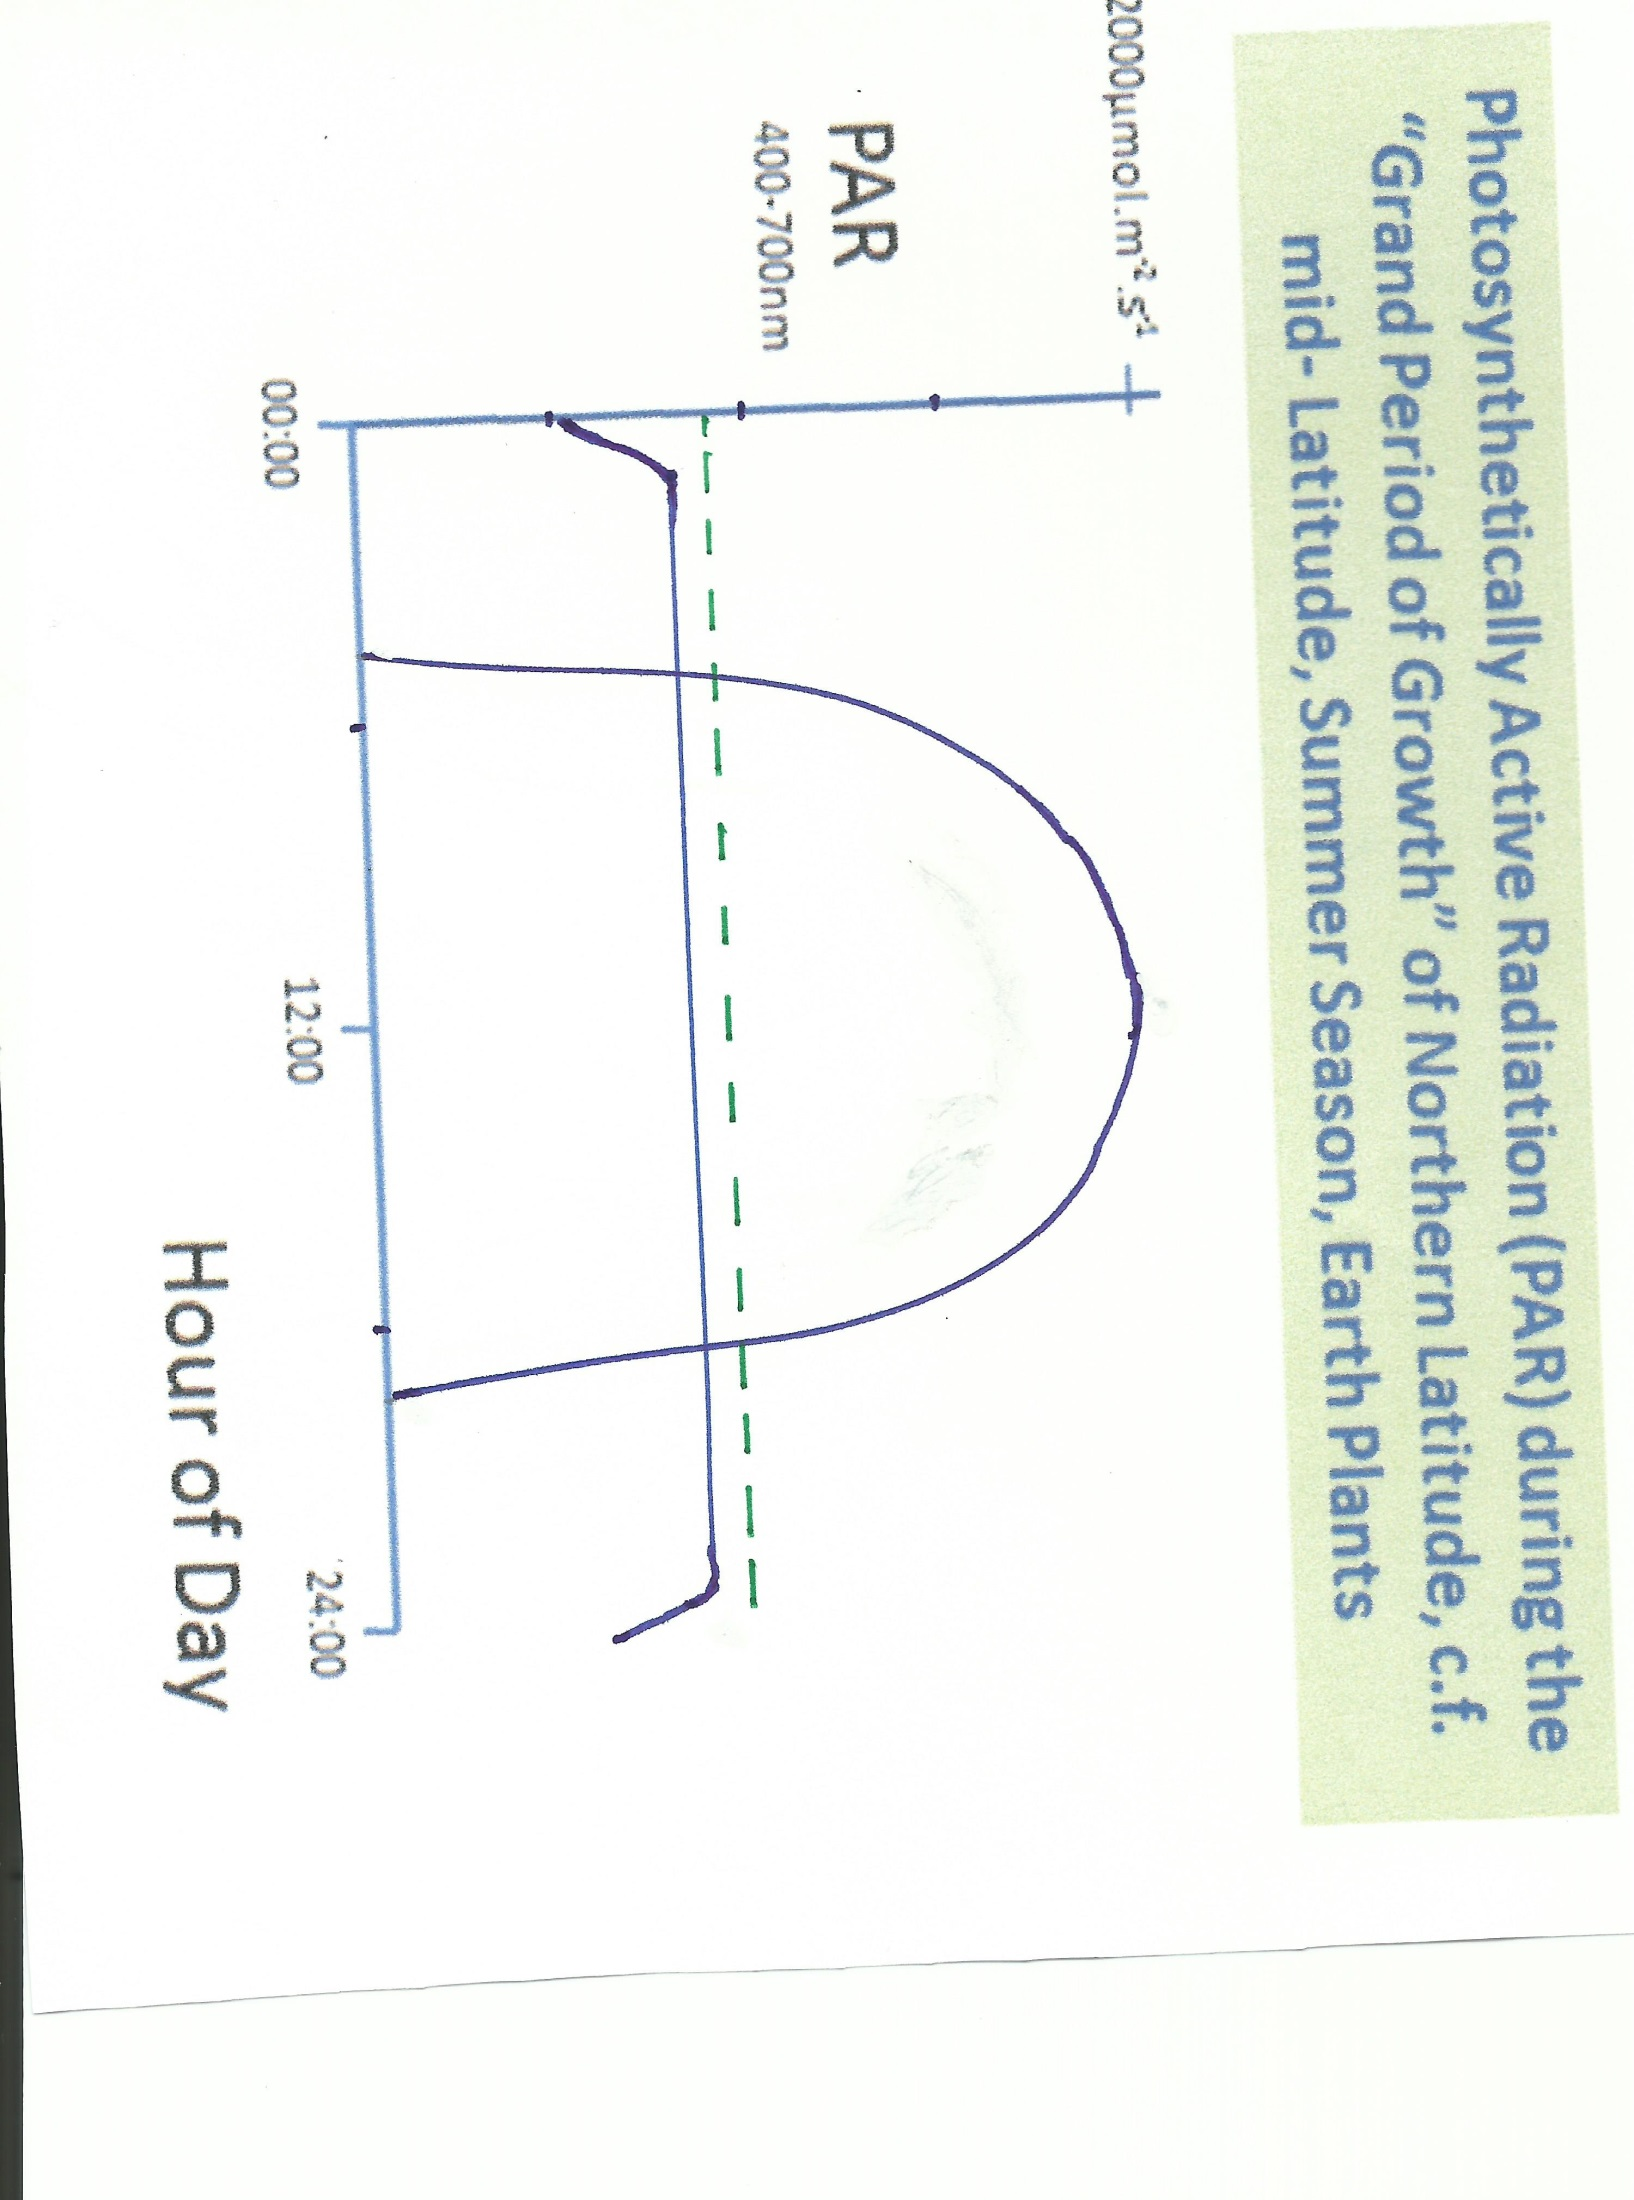 Photosynthetically Active Radiation (PAR) during the
“Grand Period of Growth” of Northern Latitude, c.f.
mid- Latitude, Summer Season, Earth Plants
2000µmol.m⁻².s⁻¹
PAR
400-700nm
00:00
12:00
24:00
Hour of Day